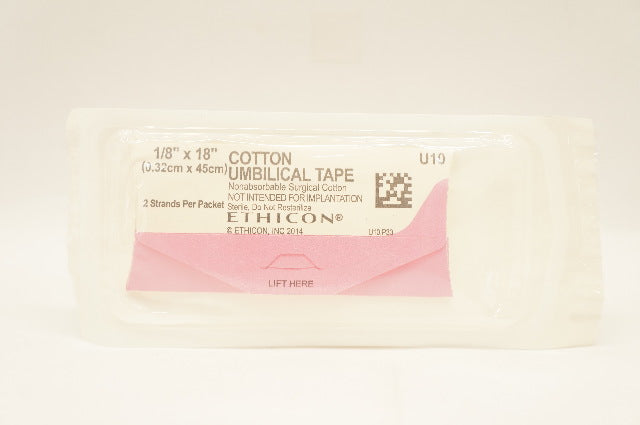 1/8" x 18"
(0.32cm x 45cm)
2 Strands Per Packet
COTTON
UMBILICAL TAPE
Nonabsorbable Surgical Cotton
NOT INTENDED FOR IMPLANTATION
Sterile, Do Not Resterilize
ETHICON®
© ETHICON, INC 2014
U10
U10P30
LIFT HERE